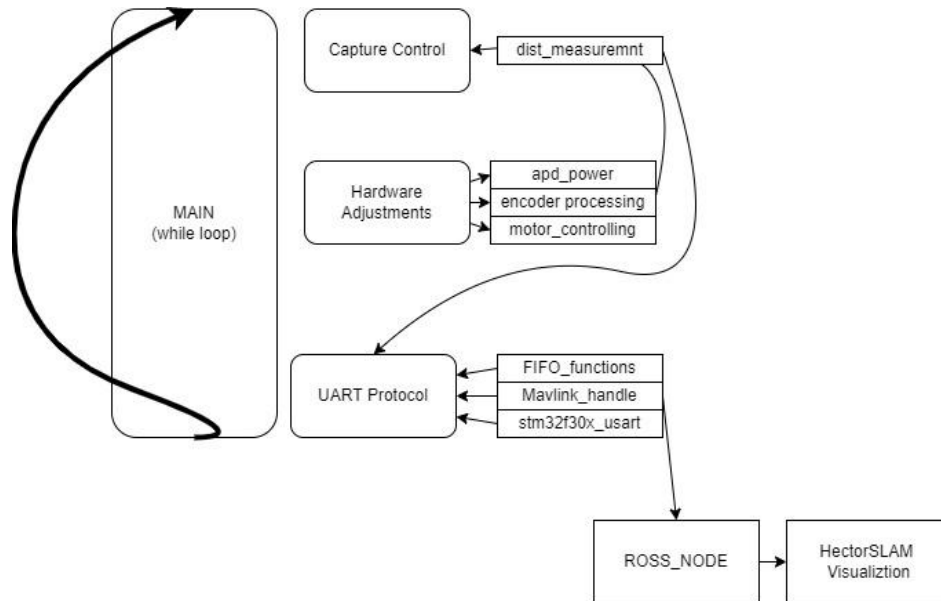 Capture Control
dist_measuremnt
MAIN
(while loop)
Hardware
Adjustments
apd_power
encoder processing
motor_controlling
UART Protocol
FIFO_functions
Mavlink_handle
stm32f30x_usart
ROSS_NODE
HectorSLAM
Visualiztion